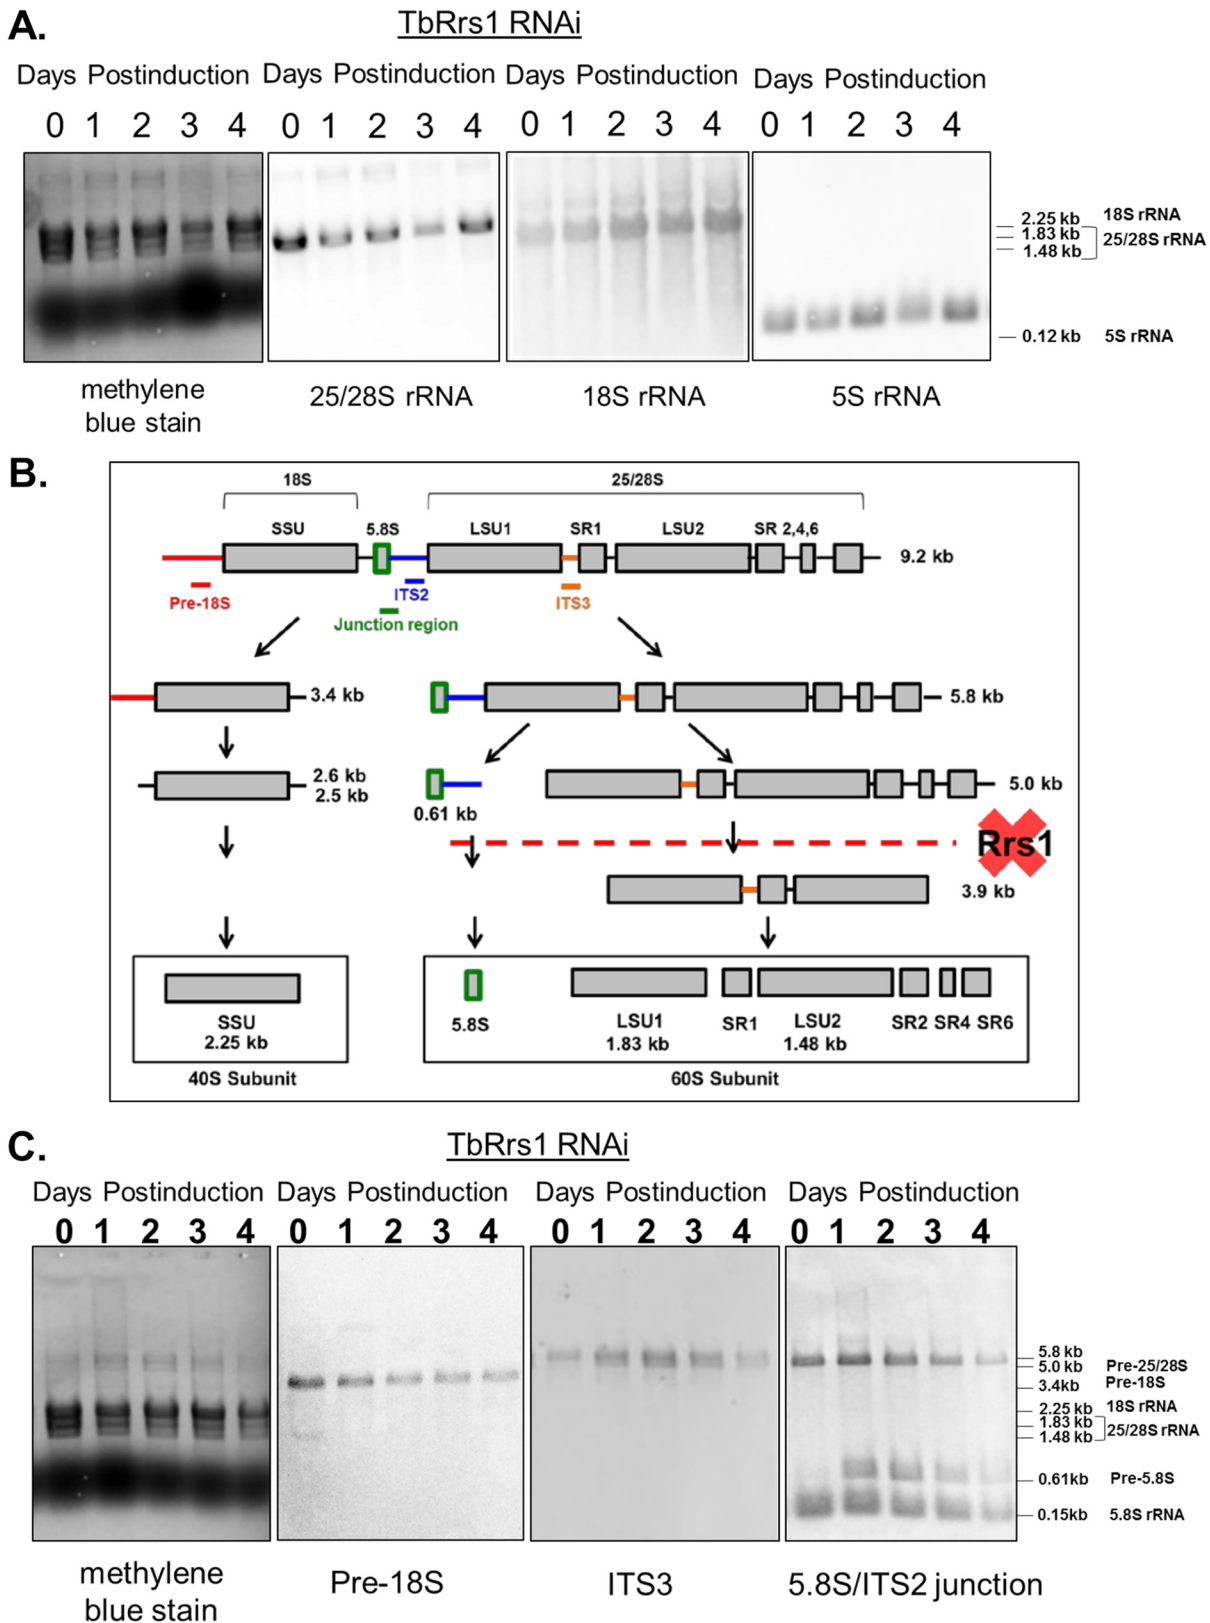 A.
TbRrs1 RNAi
Days Postinduction Days Postinduction Days Postinduction Days Postinduction
0 1 2 3 4 0 1 2 3 4 0 1 2 3 4 0 1 2 3 4
2.25 kb 18S rRNA
1.83 kb
25/28S rRNA
1.48 kb
0.12 kb 5S rRNA
methylene
blue stain
25/28S rRNA
18S rRNA
5S rRNA
B.
18S 25/28S
SSU 5.8S LSU1 SR1 LSU2 SR 2,4,6
9.2 kb
Pre-18S
ITS2
ITS3
Junction region
3.4 kb
5.8 kb
2.6 kb
2.5 kb
0.61 kb
5.0 kb
Rrs1
3.9 kb
SSU
2.25 kb
40S Subunit
5.8S
LSU1
1.83 kb
SR1
LSU2
1.48 kb
SR2 SR4 SR6
60S Subunit
C.
TbRrs1 RNAi
Days Postinduction Days Postinduction Days Postinduction Days Postinduction
0 1 2 3 4 0 1 2 3 4 0 1 2 3 4 0 1 2 3 4
5.8 kb
5.0 kb Pre-25/28S
3.4kb Pre-18S
2.25 kb 18S rRNA
1.83 kb
25/28S rRNA
1.48 kb
0.61kb Pre-5.8S
0.15kb 5.8S rRNA
methylene
blue stain
Pre-18S
ITS3
5.8S/ITS2 junction